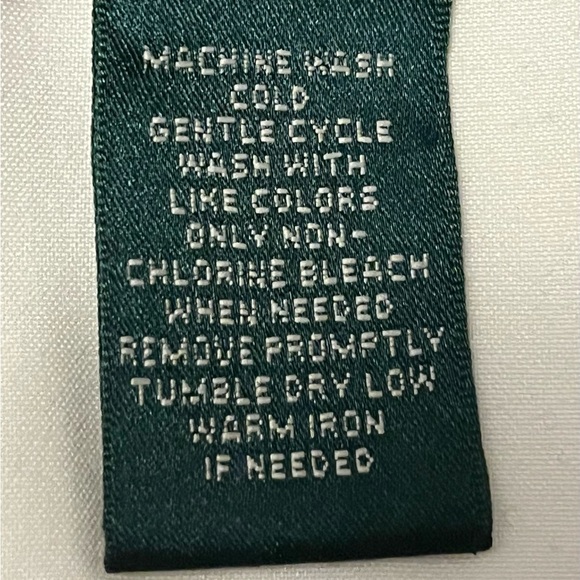 MACHINE WASH
COLD
GENTLE CYCLE
WASH WITH
LIKE COLORS
ONLY NON-
CHLORINE BLEACH
WHEN NEEDED
REMOVE PROMPTLY
TUMBLE DRY LOW
WARM IRON
IF NEEDED